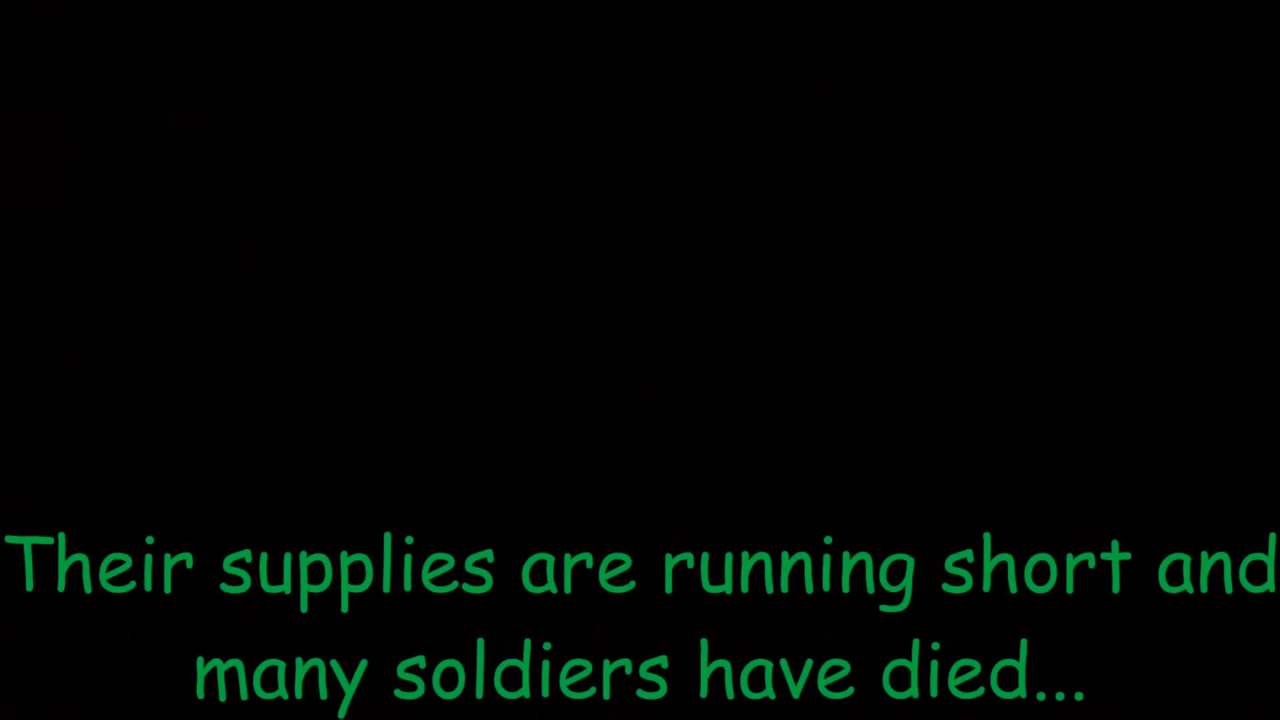 Their supplies are running short and
many soldiers have died...